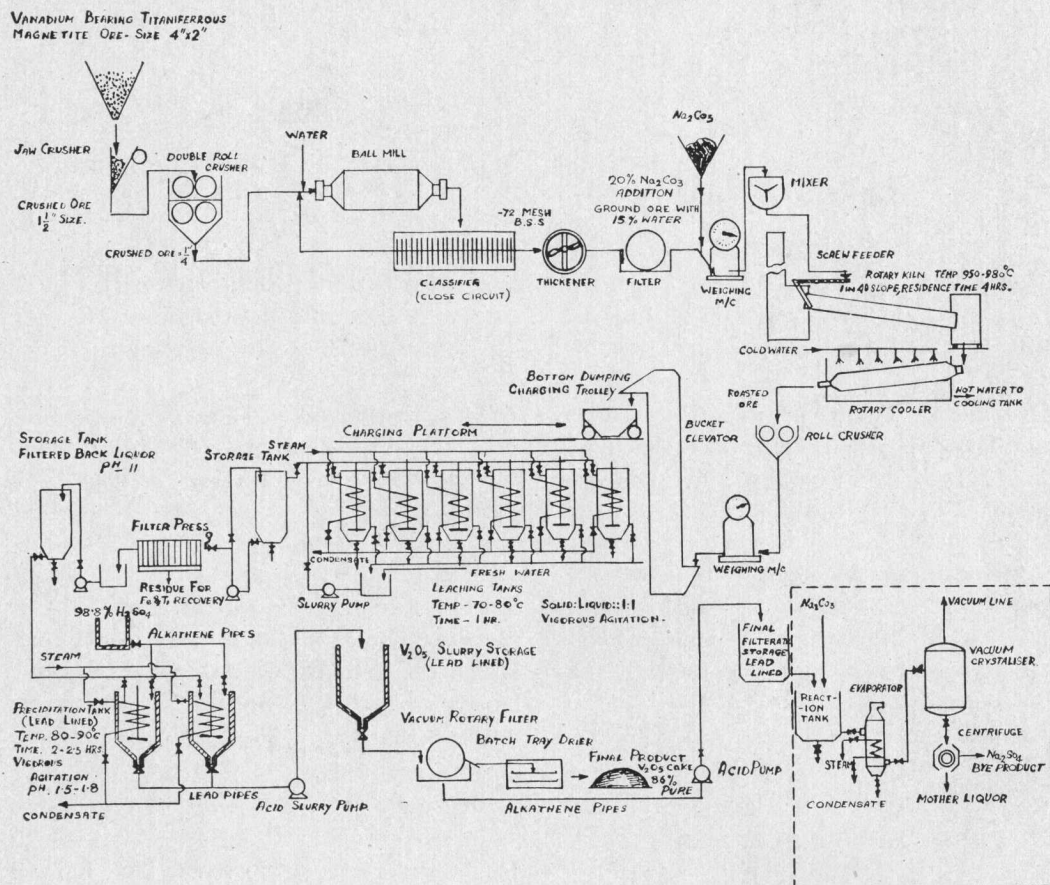 VANADIUM BEARING TITANIFERROUS
MAGNETITE ORE- SIZE 4"x2"
JAW CRUSHER
DOUBLE ROLL
CRUSHER
CRUSHED ORE
1 1/2" SIZE.
CRUSHED ORE = 1/4"
WATER
BALL MILL
-72 MESH
B.S.S
CLASSIFIER
(CLOSE CIRCUIT)
THICKENER
FILTER
Na2Co3
20% Na2Co3
ADDITION
GROUND ORE WITH
15% WATER
WEIGHING
M/C
MIXER
SCREW FEEDER
ROTARY KILN TEMP 950-980°C
1 IN 40 SLOPE, RESIDENCE TIME 4 HRS.
COLD WATER
HOT WATER TO
COOLING TANK
ROTARY COOLER
ROASTED
ORE
ROLL CRUSHER
BUCKET
ELEVATOR
WEIGHING M/C
BOTTOM DUMPING
CHARGING TROLLEY
CHARGING PLATFORM
STEAM
STORAGE TANK
STORAGE TANK
FILTERED BACK LIQUOR
PH- 11
FILTER PRESS
RESIDUE FOR
Fe & Ti RECOVERY
CONDENSATE
FRESH WATER
SLURRY PUMP
LEACHING TANKS
TEMP - 70-80°C
TIME - 1 HR.
SOLID:LIQUID::1:1
VIGOROUS AGITATION.
98.8% H2SO4
ALKATHENE PIPES
STEAM
PRECIPITATION TANK
(LEAD LINED)
TEMP. 80-90°C
TIME. 2-2.5 HRS.
VIGROUS
AGITATION
PH. 1.5-1.8
CONDENSATE
LEAD PIPES
ACID SLURRY PUMP
V2O5 SLURRY STORAGE
(LEAD LINED)
VACUUM ROTARY FILTER
BATCH TRAY DRIER
FINAL PRODUCT
V2O5 CAKE
86%
PURE
ALKATHENE PIPES
ACID PUMP
FINAL
FILTERATE
STORAGE
LEAD
LINED
Na2Co3
REACT-
-ION
TANK
EVAPORATOR
STEAM
CONDENSATE
VACUUM LINE
VACUUM
CRYSTALISER
CENTRIFUGE
Na2SO4
BYE PRODUCT
MOTHER LIQUOR